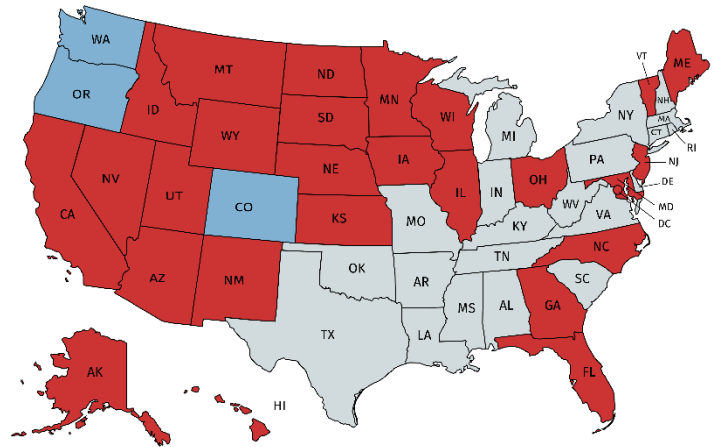 WA
OR
CA
NV
ID
MT
WY
UT
AZ
CO
NM
ND
SD
NE
KS
OK
TX
MN
IA
MO
AR
LA
WI
IL
MI
IN
OH
KY
TN
MS
AL
GA
FL
SC
NC
VA
WV
PA
NY
VT
NH
ME
MA
CT
RI
NJ
DE
MD
DC
AK
HI